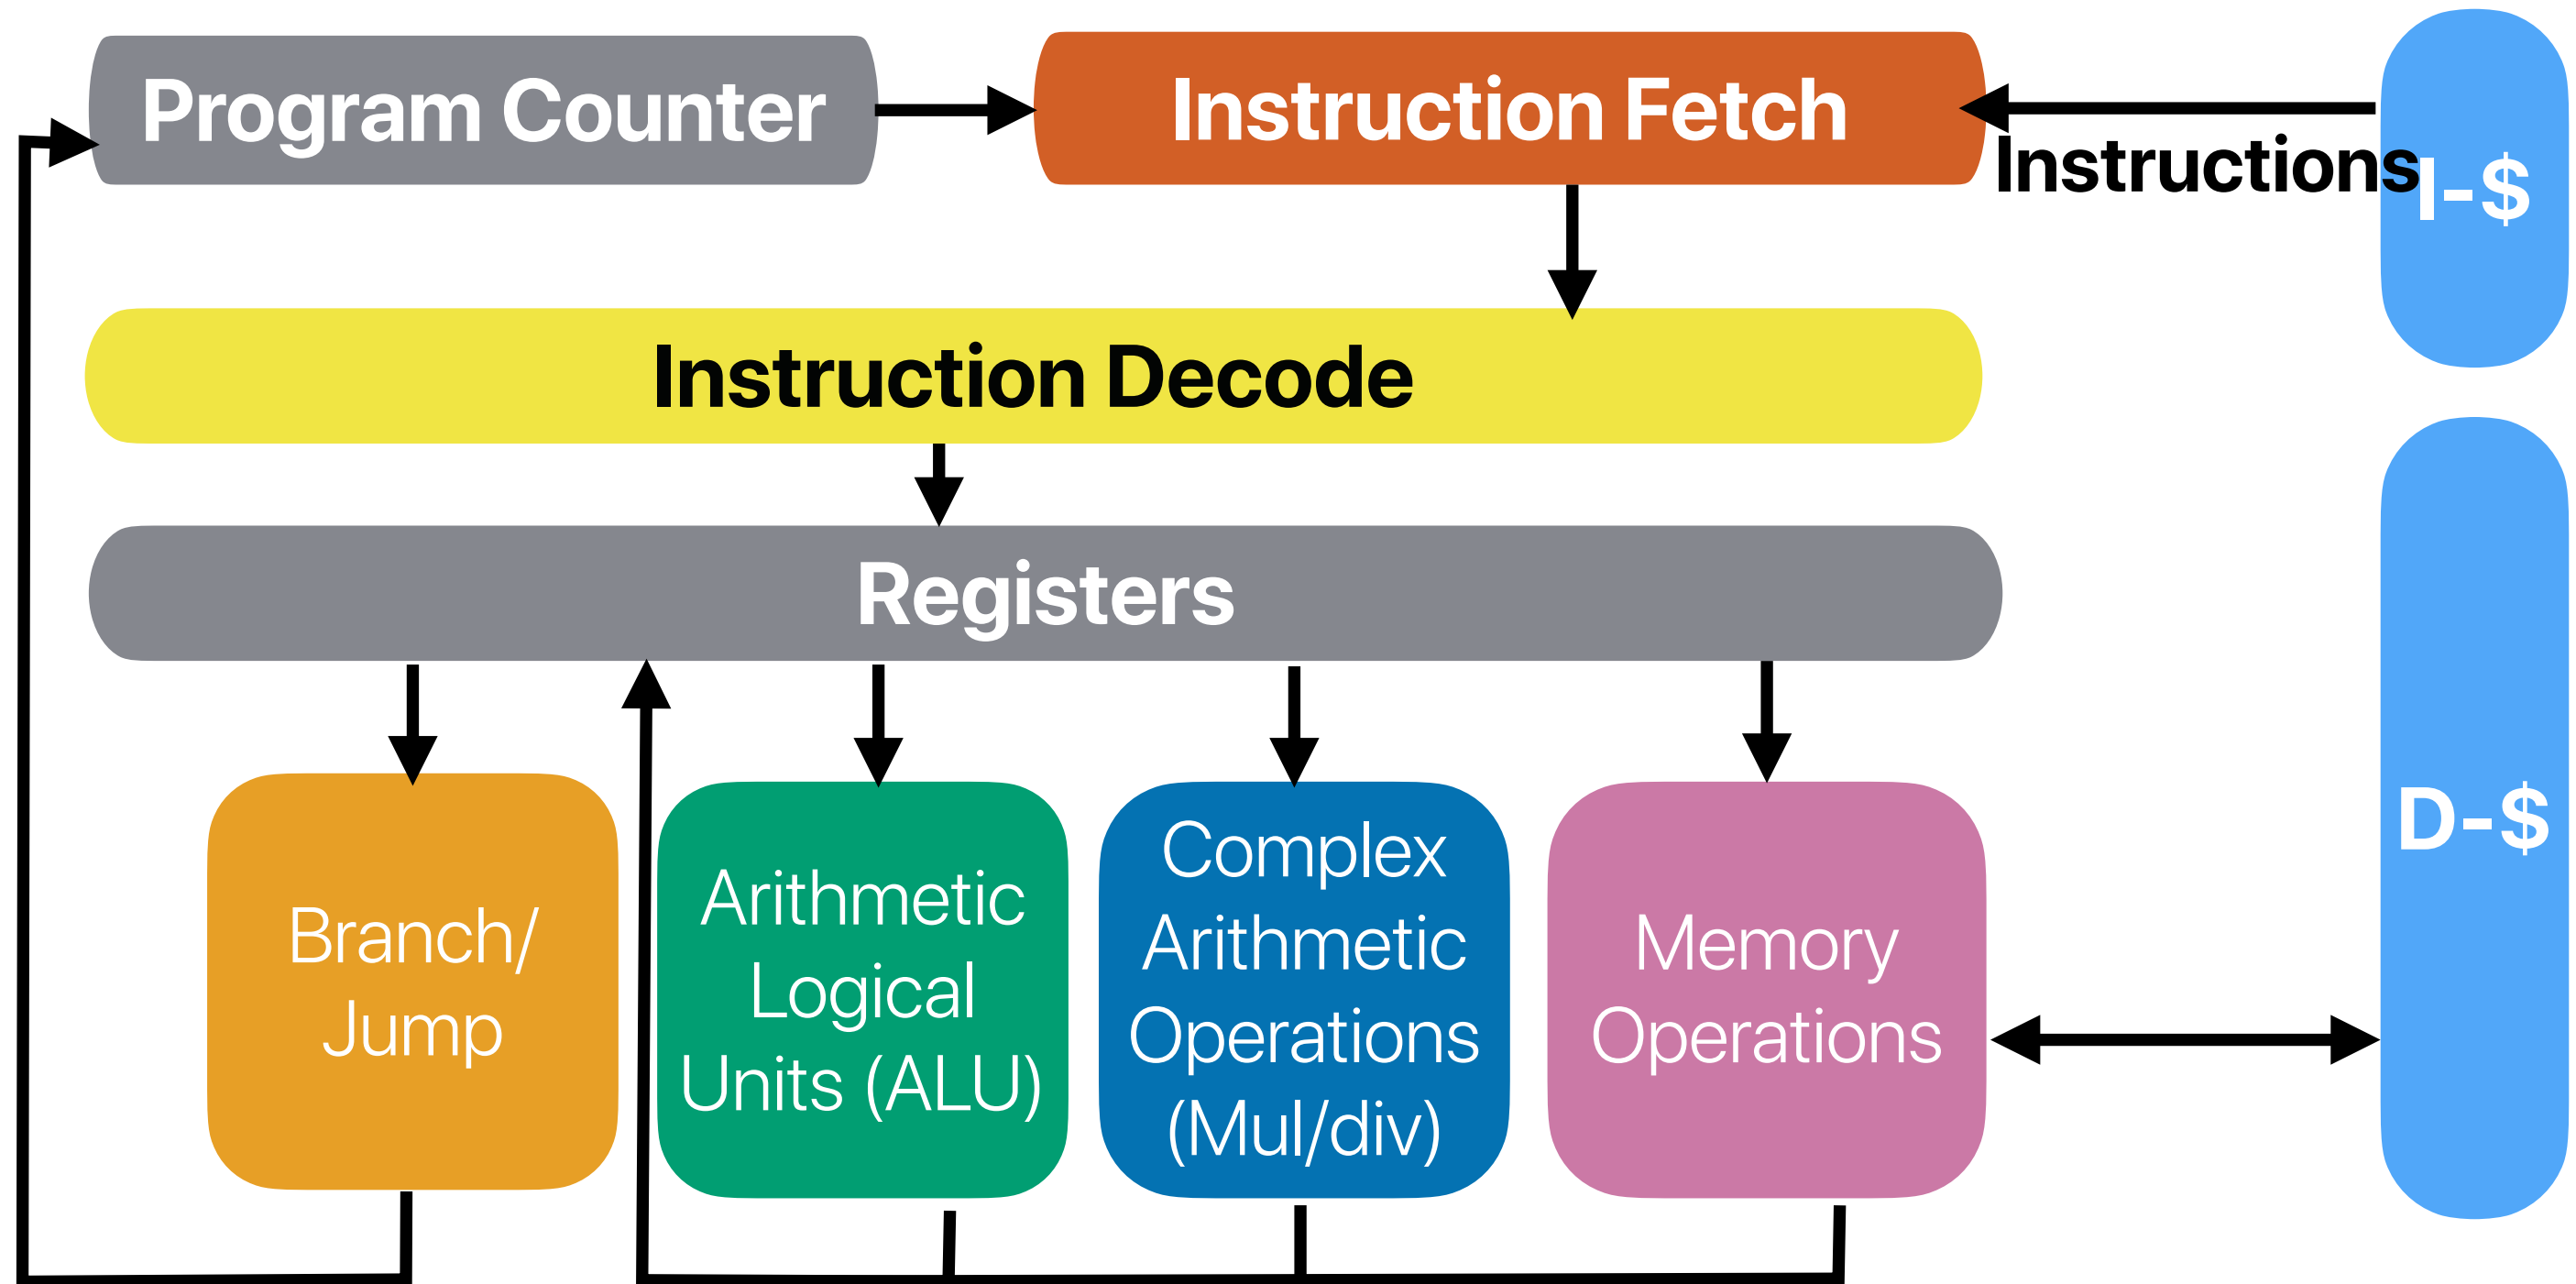 Program Counter
Instruction Fetch
Instructions
I-$
Instruction Decode
Registers
D-$
Branch/
Jump
Arithmetic
Logical
Units (ALU)
Complex
Arithmetic
Operations
(Mul/div)
Memory
Operations